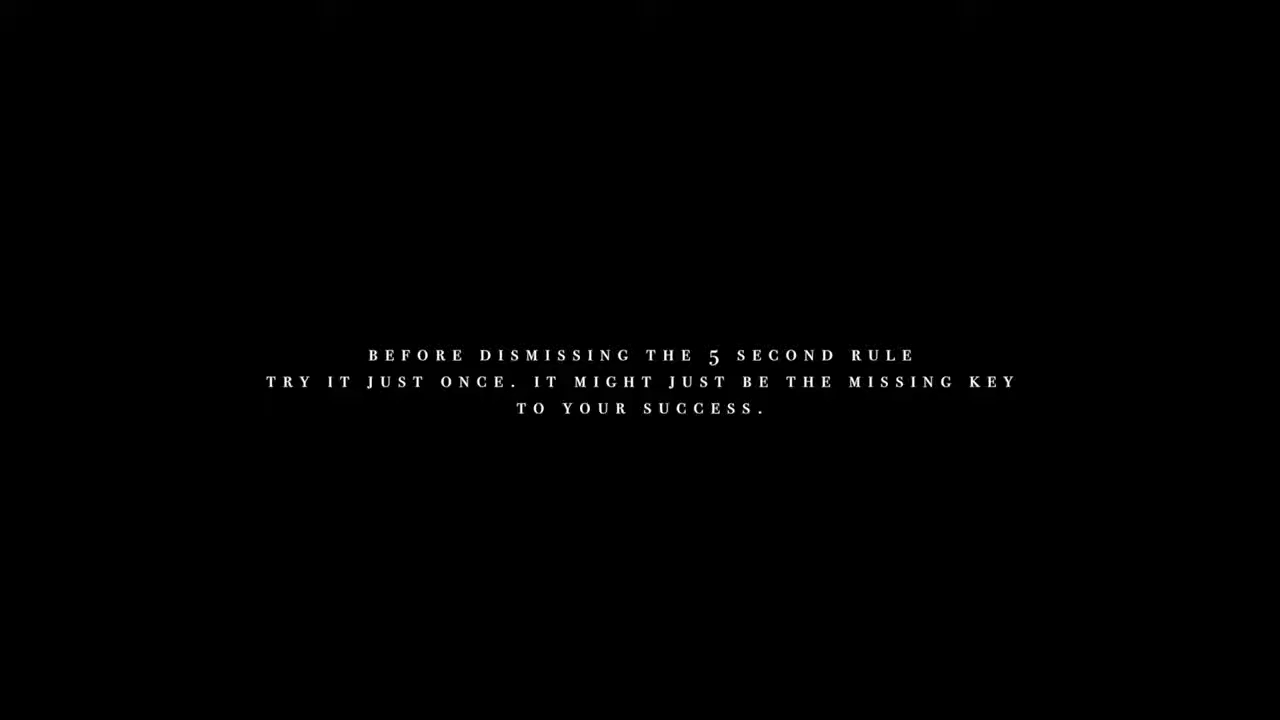 BEFORE DISMISSING THE 5 SECOND RULE
TRY IT JUST ONCE. IT MIGHT JUST BE THE MISSING KEY
TO YOUR SUCCESS.